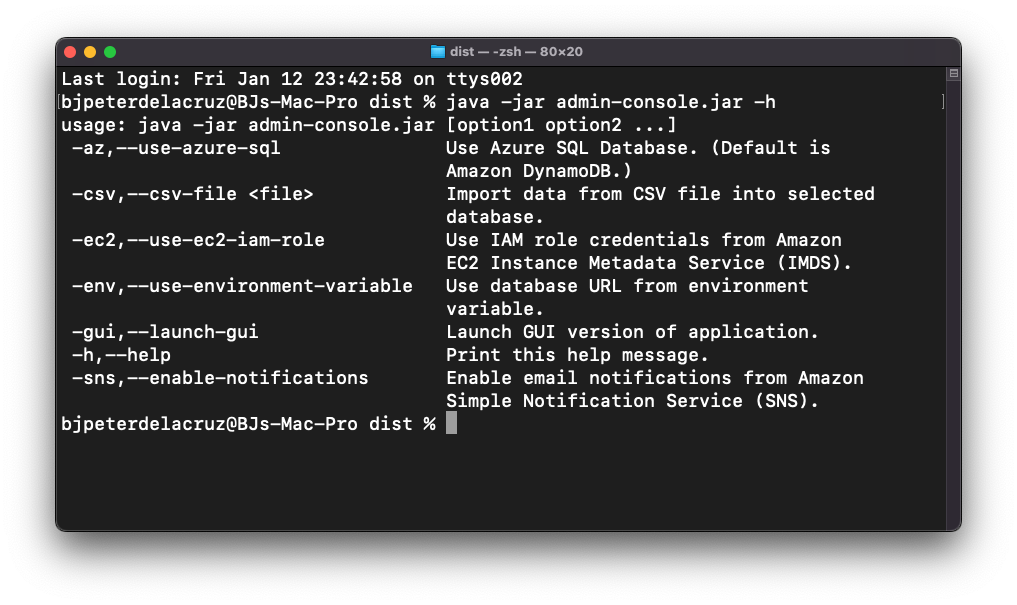 dist — -zsh — 80×20
Last login: Fri Jan 12 23:42:58 on ttys002
bjpeterdelacruz@BJs-Mac-Pro dist % java -jar admin-console.jar -h
usage: java -jar admin-console.jar [option1 option2 ...]
 -az,--use-azure-sql               Use Azure SQL Database. (Default is
                                   Amazon DynamoDB.)
 -csv,--csv-file <file>            Import data from CSV file into selected
                                   database.
 -ec2,--use-ec2-iam-role           Use IAM role credentials from Amazon
                                   EC2 Instance Metadata Service (IMDS).
 -env,--use-environment-variable   Use database URL from environment
                                   variable.
 -gui,--launch-gui                 Launch GUI version of application.
 -h,--help                         Print this help message.
 -sns,--enable-notifications       Enable email notifications from Amazon
                                   Simple Notification Service (SNS).
bjpeterdelacruz@BJs-Mac-Pro dist %